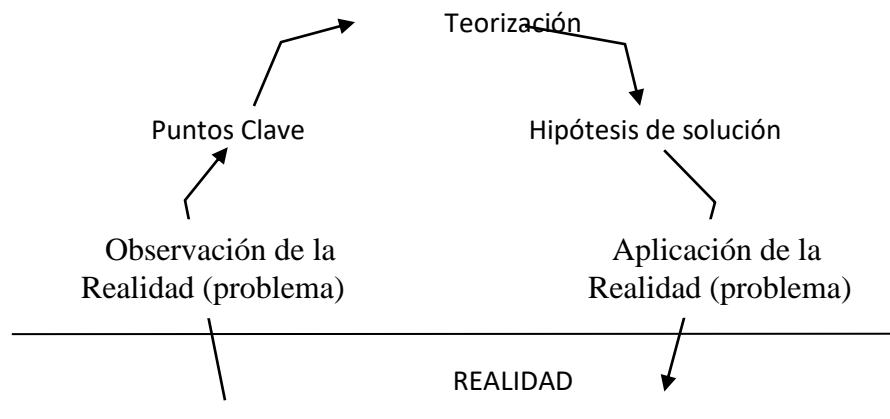 Teorización
Puntos Clave
Hipótesis de solución
Observación de la
Realidad (problema)
Aplicación de la
Realidad (problema)
REALIDAD